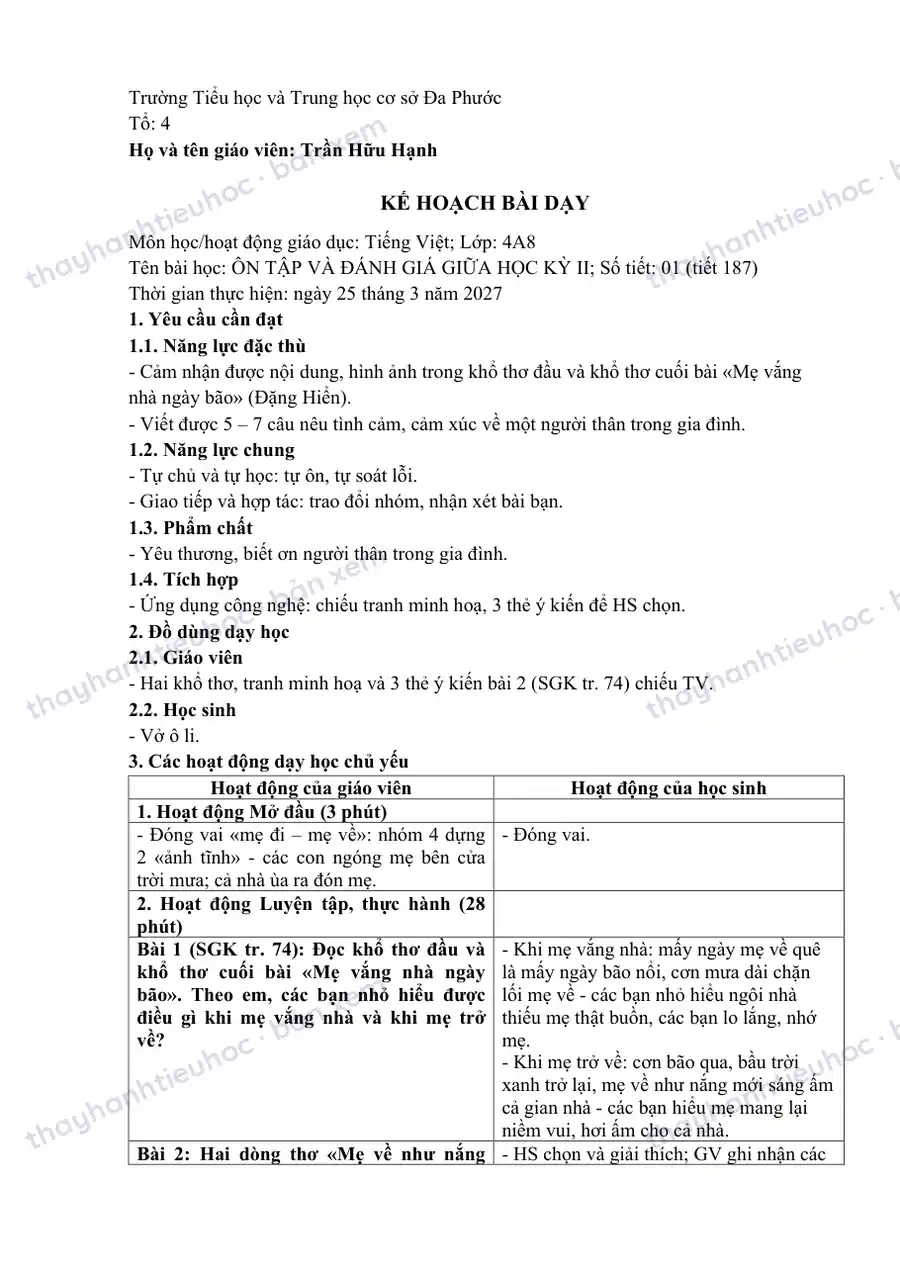 Trường Tiểu học và Trung học cơ sở Đa Phước
Tổ: 4
Họ và tên giáo viên: Trần Hữu Hạnh
KẾ HOẠCH BÀI DẠY
Môn học/hoạt động giáo dục: Tiếng Việt; Lớp: 4A8
Tên bài học: ÔN TẬP VÀ ĐÁNH GIÁ GIỮA HỌC KỲ II; Số tiết: 01 (tiết 187)
Thời gian thực hiện: ngày 25 tháng 3 năm 2027
1. Yêu cầu cần đạt
1.1. Năng lực đặc thù
- Cảm nhận được nội dung, hình ảnh trong khổ thơ đầu và khổ thơ cuối bài «Mẹ vắng
nhà ngày bão» (Đặng Hiển).
- Viết được 5 – 7 câu nêu tình cảm, cảm xúc về một người thân trong gia đình.
1.2. Năng lực chung
- Tự chủ và tự học: tự ôn, tự soát lỗi.
- Giao tiếp và hợp tác: trao đổi nhóm, nhận xét bài bạn.
1.3. Phẩm chất
- Yêu thương, biết ơn người thân trong gia đình.
1.4. Tích hợp
- Ứng dụng công nghệ: chiếu tranh minh hoạ, 3 thẻ ý kiến để HS chọn.
2. Đồ dùng dạy học
2.1. Giáo viên
- Hai khổ thơ, tranh minh hoạ và 3 thẻ ý kiến bài 2 (SGK tr. 74) chiếu TV.
2.2. Học sinh
- Vở ô li.
3. Các hoạt động dạy học chủ yếu
Hoạt động của giáo viên
Hoạt động của học sinh
1. Hoạt động Mở đầu (3 phút)
- Đóng vai «mẹ đi – mẹ về»: nhóm 4 dựng
2 «ảnh tĩnh» - các con ngóng mẹ bên cửa
trời mưa; cả nhà ùa ra đón mẹ.
- Đóng vai.
2. Hoạt động Luyện tập, thực hành (28
phút)
Bài 1 (SGK tr. 74): Đọc khổ thơ đầu và
khổ thơ cuối bài «Mẹ vắng nhà ngày
bão». Theo em, các bạn nhỏ hiểu được
điều gì khi mẹ vắng nhà và khi mẹ trở
về?
- Khi mẹ vắng nhà: mấy ngày mẹ về quê
là mấy ngày bão nổi, cơn mưa dài chặn
lối mẹ về - các bạn nhỏ hiểu ngôi nhà
thiếu mẹ thật buồn, các bạn lo lắng, nhớ
mẹ.
- Khi mẹ trở về: cơn bão qua, bầu trời
xanh trở lại, mẹ về như nắng mới sáng ấm
cả gian nhà - các bạn hiểu mẹ mang lại
niềm vui, hơi ấm cho cả nhà.
Bài 2: Hai dòng thơ «Mẹ về như nắng
- HS chọn và giải thích; GV ghi nhận các
thayhanhtieuhoc · bản xem
thayhanhtieuhoc · b
thayhanhtieuhoc · bản xem
thayhanhtieuhoc · b
thayhanhtieuhoc · bản xem
thayhanhtieuhoc · b